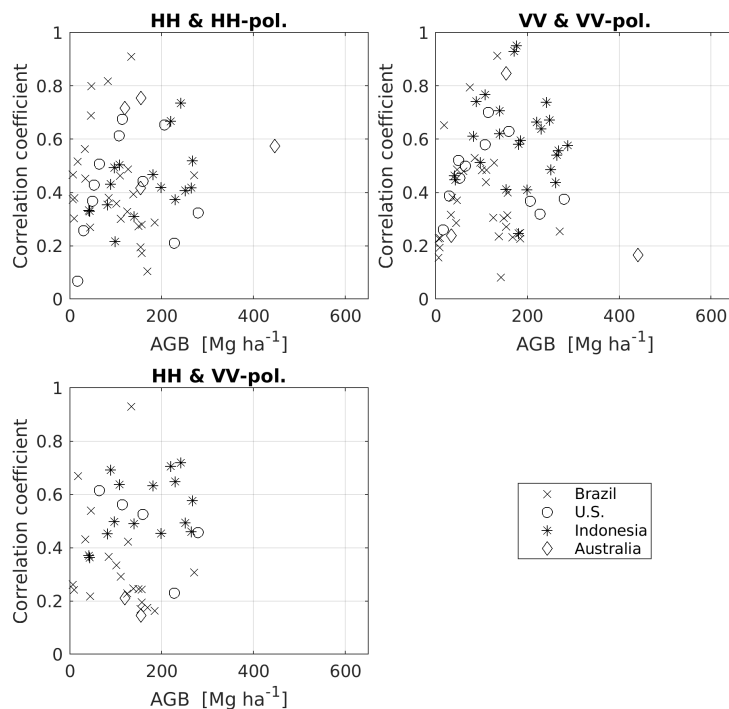 HH & HH-pol.
1
0.8
0.6
0.4
0.2
0
Correlation coefficient
0 200 400 600
AGB [Mg ha⁻¹]
VV & VV-pol.
1
0.8
0.6
0.4
0.2
0
Correlation coefficient
0 200 400 600
AGB [Mg ha⁻¹]
HH & VV-pol.
1
0.8
0.6
0.4
0.2
0
Correlation coefficient
0 200 400 600
AGB [Mg ha⁻¹]
Brazil
U.S.
Indonesia
Australia